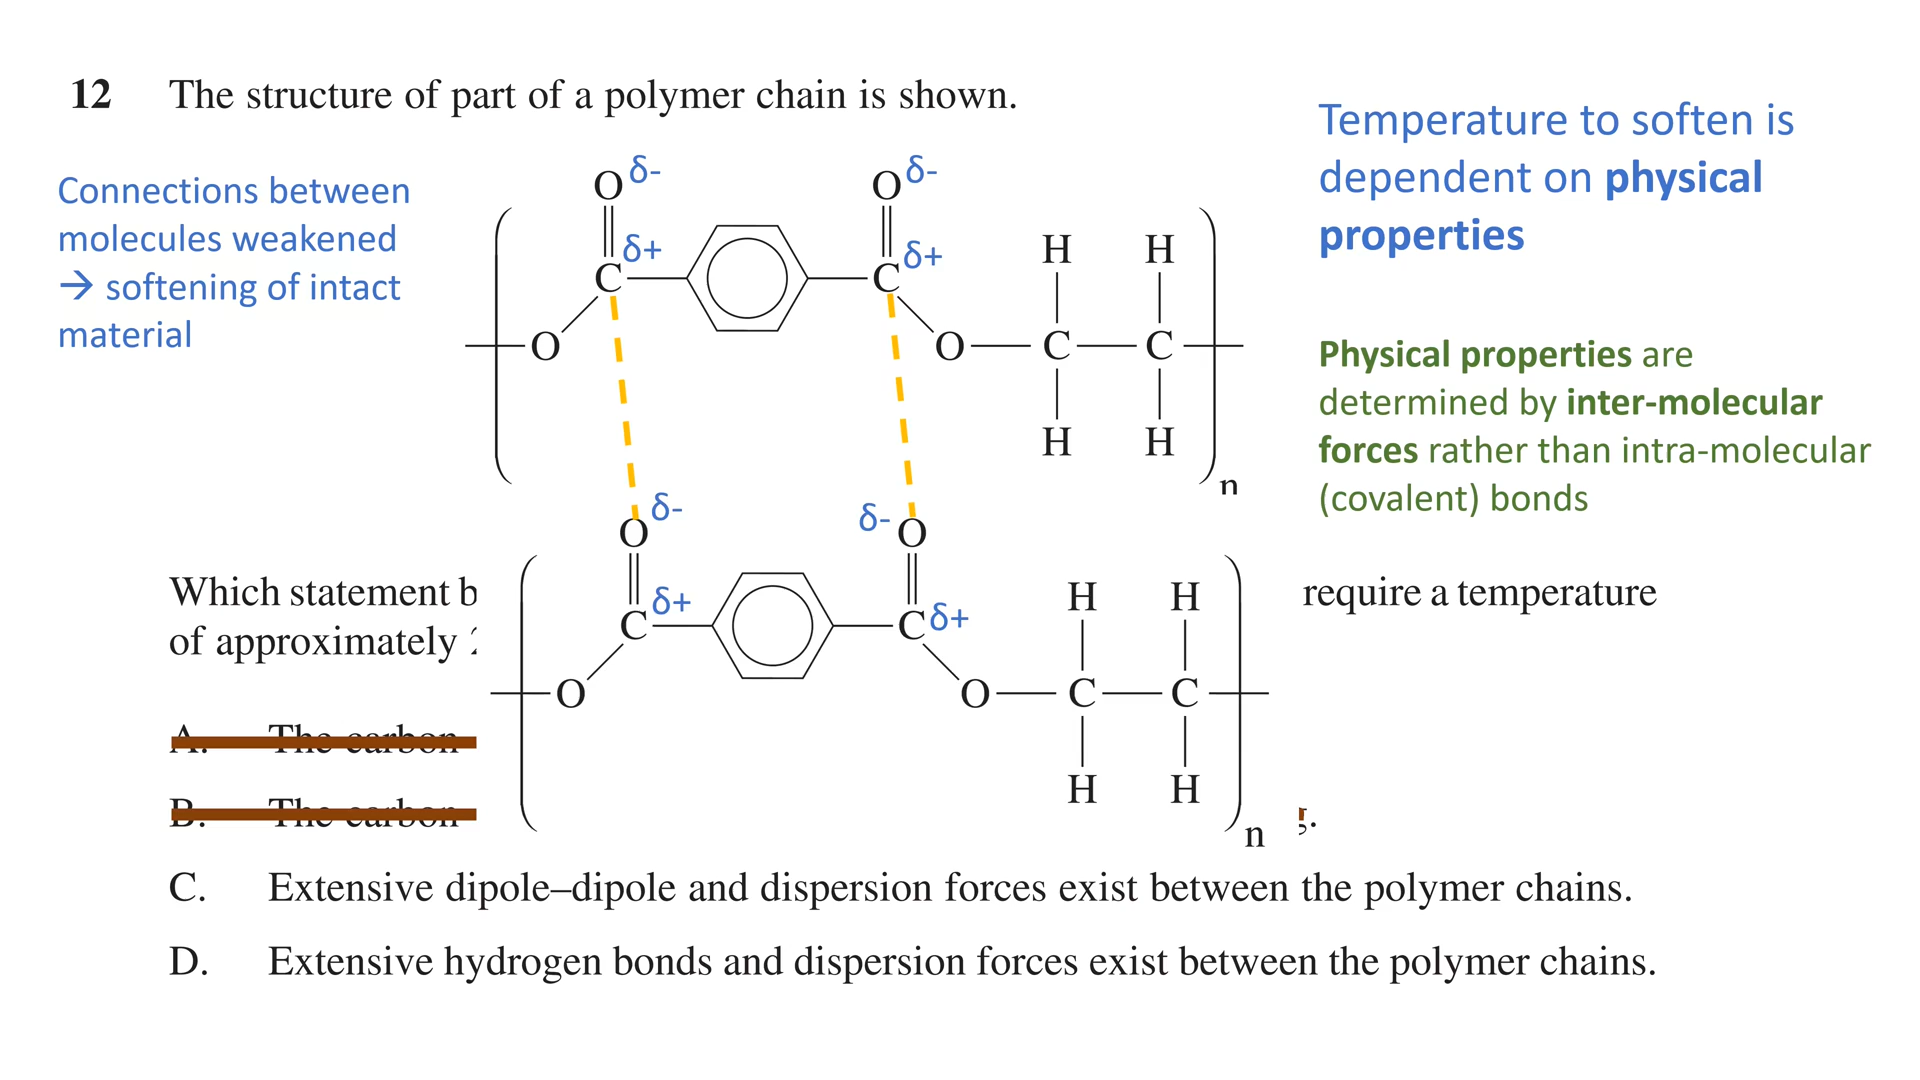 12 The structure of part of a polymer chain is shown.
Temperature to soften is
dependent on physical
properties
Connections between
molecules weakened
→ softening of intact
material
O δ- O δ-
C δ+ C δ+ H H
O O C C
H H
n
Physical properties are
determined by inter-molecular
forces rather than intra-molecular
(covalent) bonds
O δ- δ- O
C δ+ C δ+ H H
O O C C
H H
n
Which statement b require a temperature
of approximately
A. The carbon
B. The carbon
C. Extensive dipole–dipole and dispersion forces exist between the polymer chains.
D. Extensive hydrogen bonds and dispersion forces exist between the polymer chains.